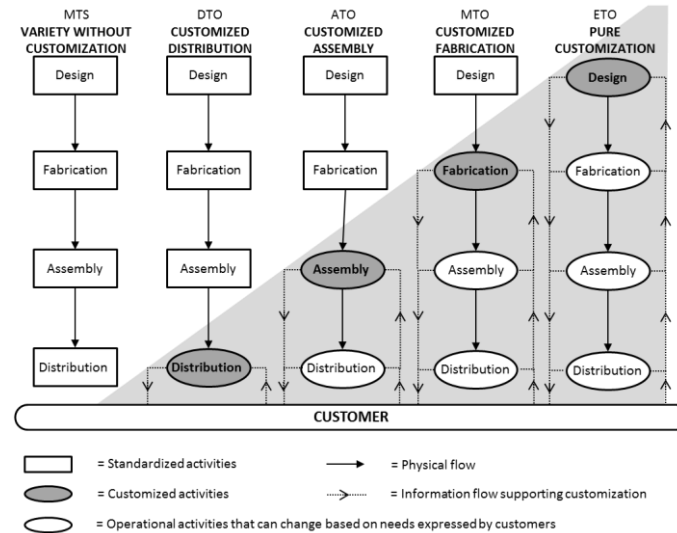 MTS
VARIETY WITHOUT
CUSTOMIZATION
DTO
CUSTOMIZED
DISTRIBUTION
ATO
CUSTOMIZED
ASSEMBLY
MTO
CUSTOMIZED
FABRICATION
ETO
PURE
CUSTOMIZATION
Design
Design
Design
Design
Design
Fabrication
Fabrication
Fabrication
Fabrication
Fabrication
Assembly
Assembly
Assembly
Assembly
Assembly
Distribution
Distribution
Distribution
Distribution
Distribution
CUSTOMER
= Standardized activities
= Physical flow
= Customized activities
= Information flow supporting customization
= Operational activities that can change based on needs expressed by customers